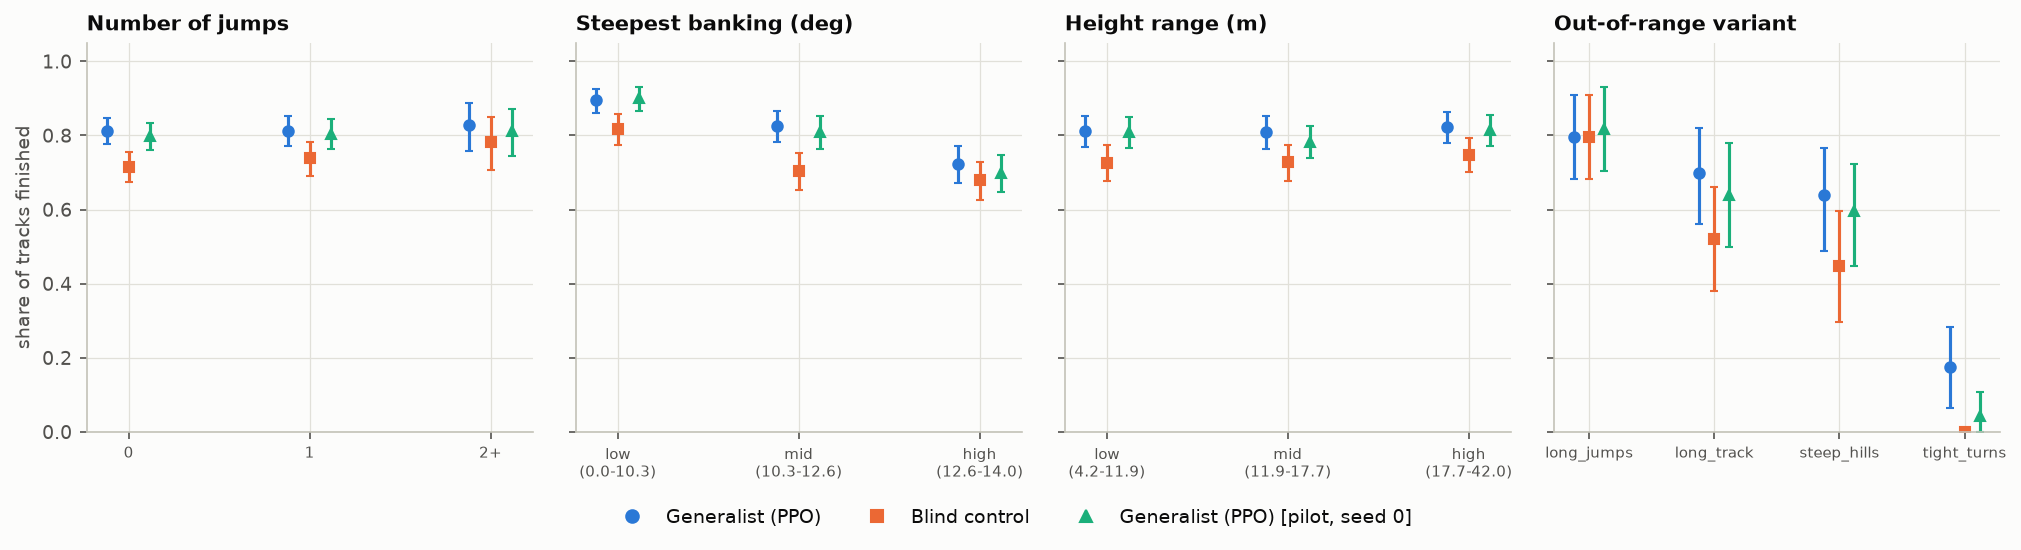 Number of jumps
Steepest banking (deg)
Height range (m)
Out-of-range variant
share of tracks finished
1.0
0.8
0.6
0.4
0.2
0.0
0
1
2+
low
(0.0-10.3)
mid
(10.3-12.6)
high
(12.6-14.0)
low
(4.2-11.9)
mid
(11.9-17.7)
high
(17.7-42.0)
long_jumps
long_track
steep_hills
tight_turns
Generalist (PPO)
Blind control
Generalist (PPO) [pilot, seed 0]